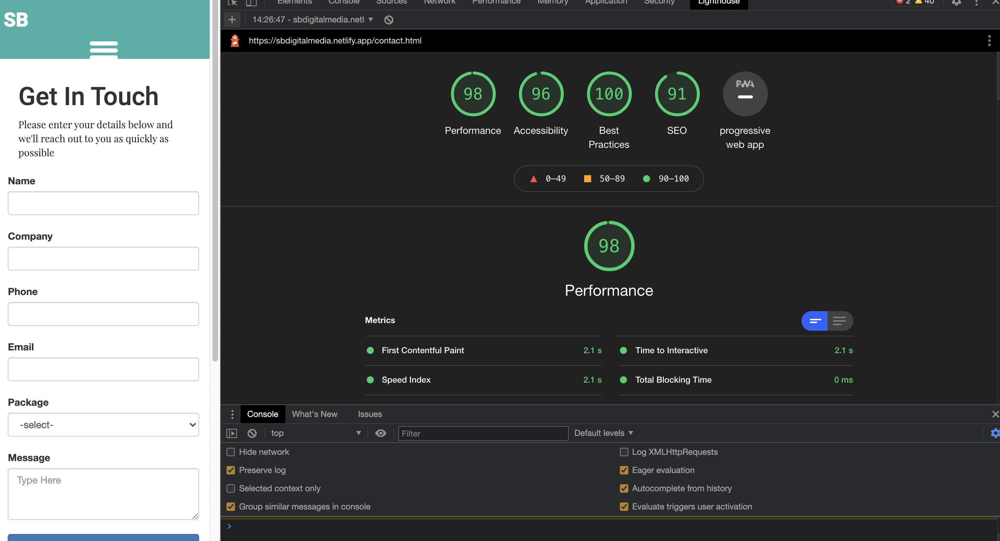 SB
Get In Touch
Please enter your details below and
we'll reach out to you as quickly as
possible
Name
Company
Phone
Email
Package
-select-
Message
Type Here
Elements Console Sources Network Performance Memory Application Security Lighthouse 2 40
14:26:47 - sbdigitalmedia.netl
https://sbdigitalmedia.netlify.app/contact.html
98 96 100 91 PWA
Performance Accessibility Best Practices SEO progressive web app
0–49 50–89 90–100
98
Performance
Metrics
First Contentful Paint 2.1 s Time to Interactive 2.1 s
Speed Index 2.1 s Total Blocking Time 0 ms
Console What's New Issues
top Filter Default levels
Hide network Log XMLHttpRequests
Preserve log Eager evaluation
Selected context only Autocomplete from history
Group similar messages in console Evaluate triggers user activation